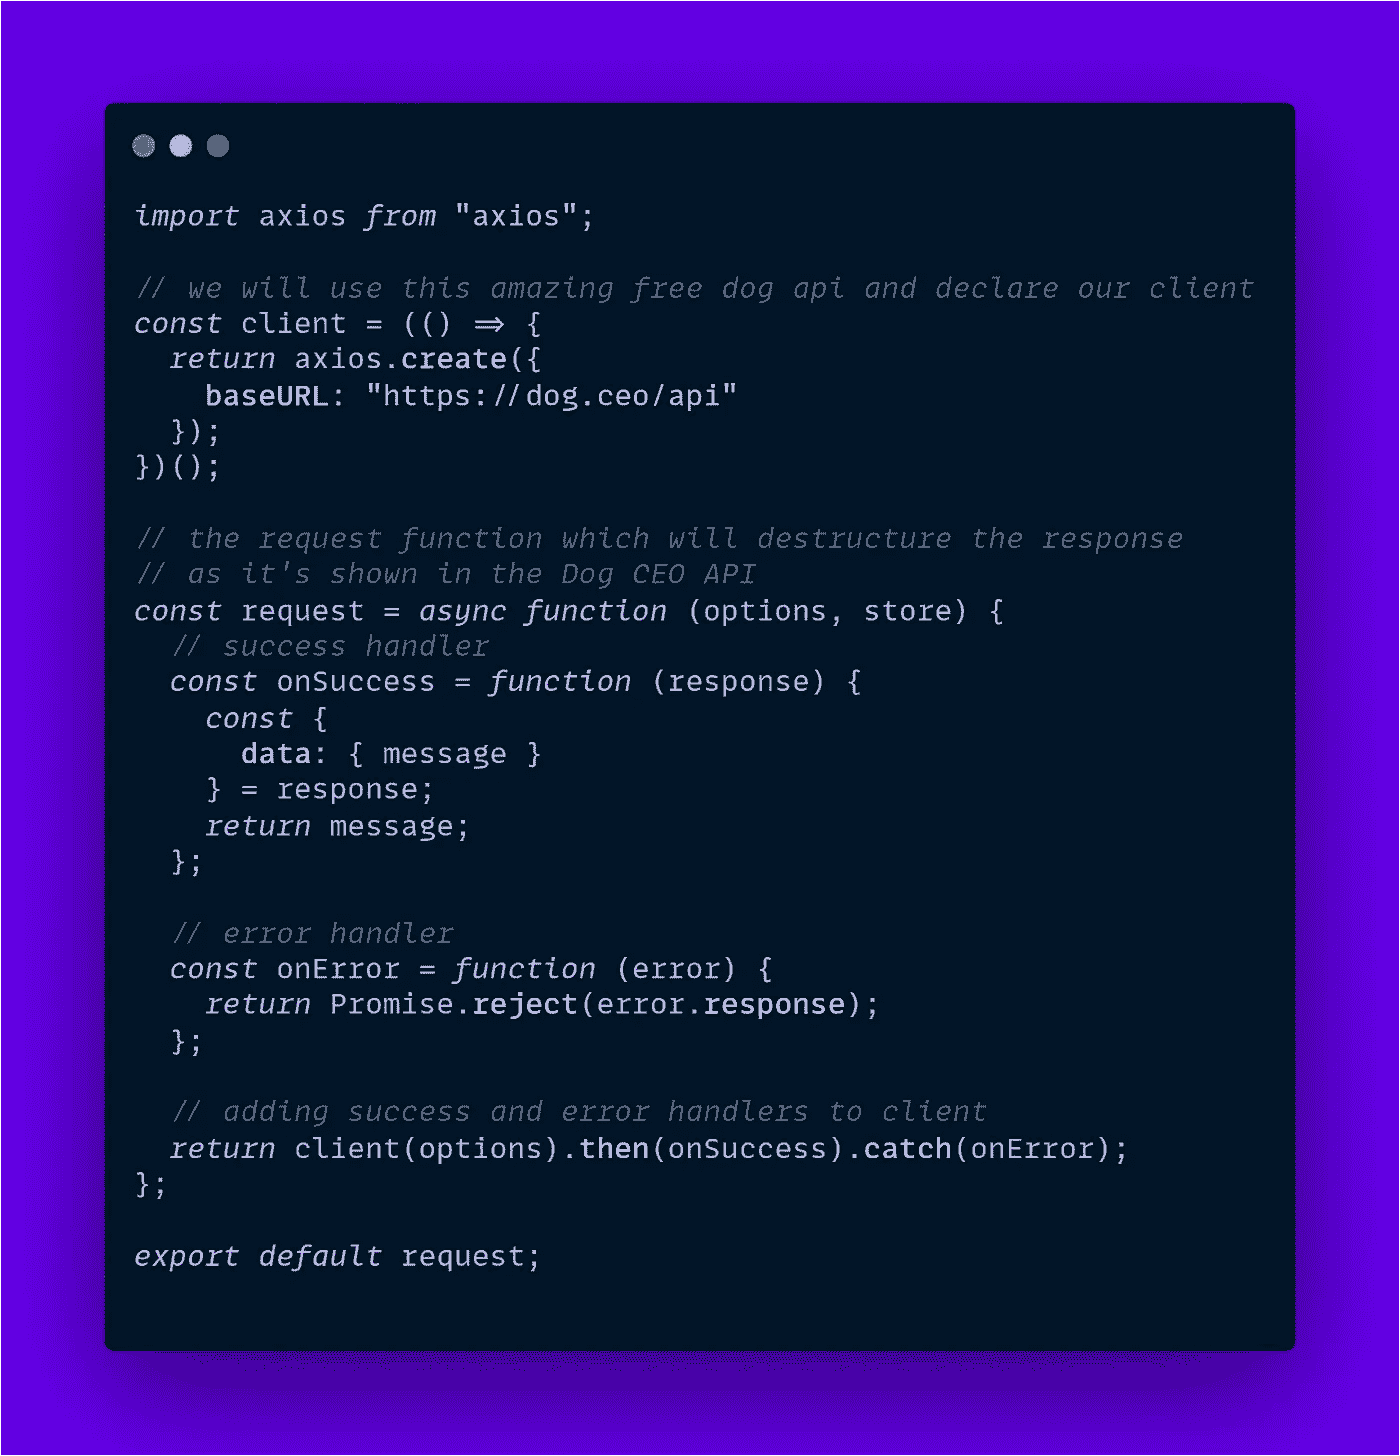 import axios from "axios";

// we will use this amazing free dog api and declare our client
const client = (() => {
  return axios.create({
    baseURL: "https://dog.ceo/api"
  });
})();

// the request function which will destructure the response
// as it's shown in the Dog CEO API
const request = async function (options, store) {
  // success handler
  const onSuccess = function (response) {
    const {
      data: { message }
    } = response;
    return message;
  };

  // error handler
  const onError = function (error) {
    return Promise.reject(error.response);
  };

  // adding success and error handlers to client
  return client(options).then(onSuccess).catch(onError);
};

export default request;